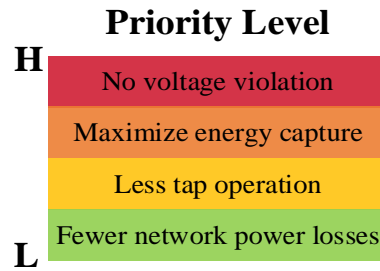 Priority Level
H
No voltage violation
Maximize energy capture
Less tap operation
Fewer network power losses
L